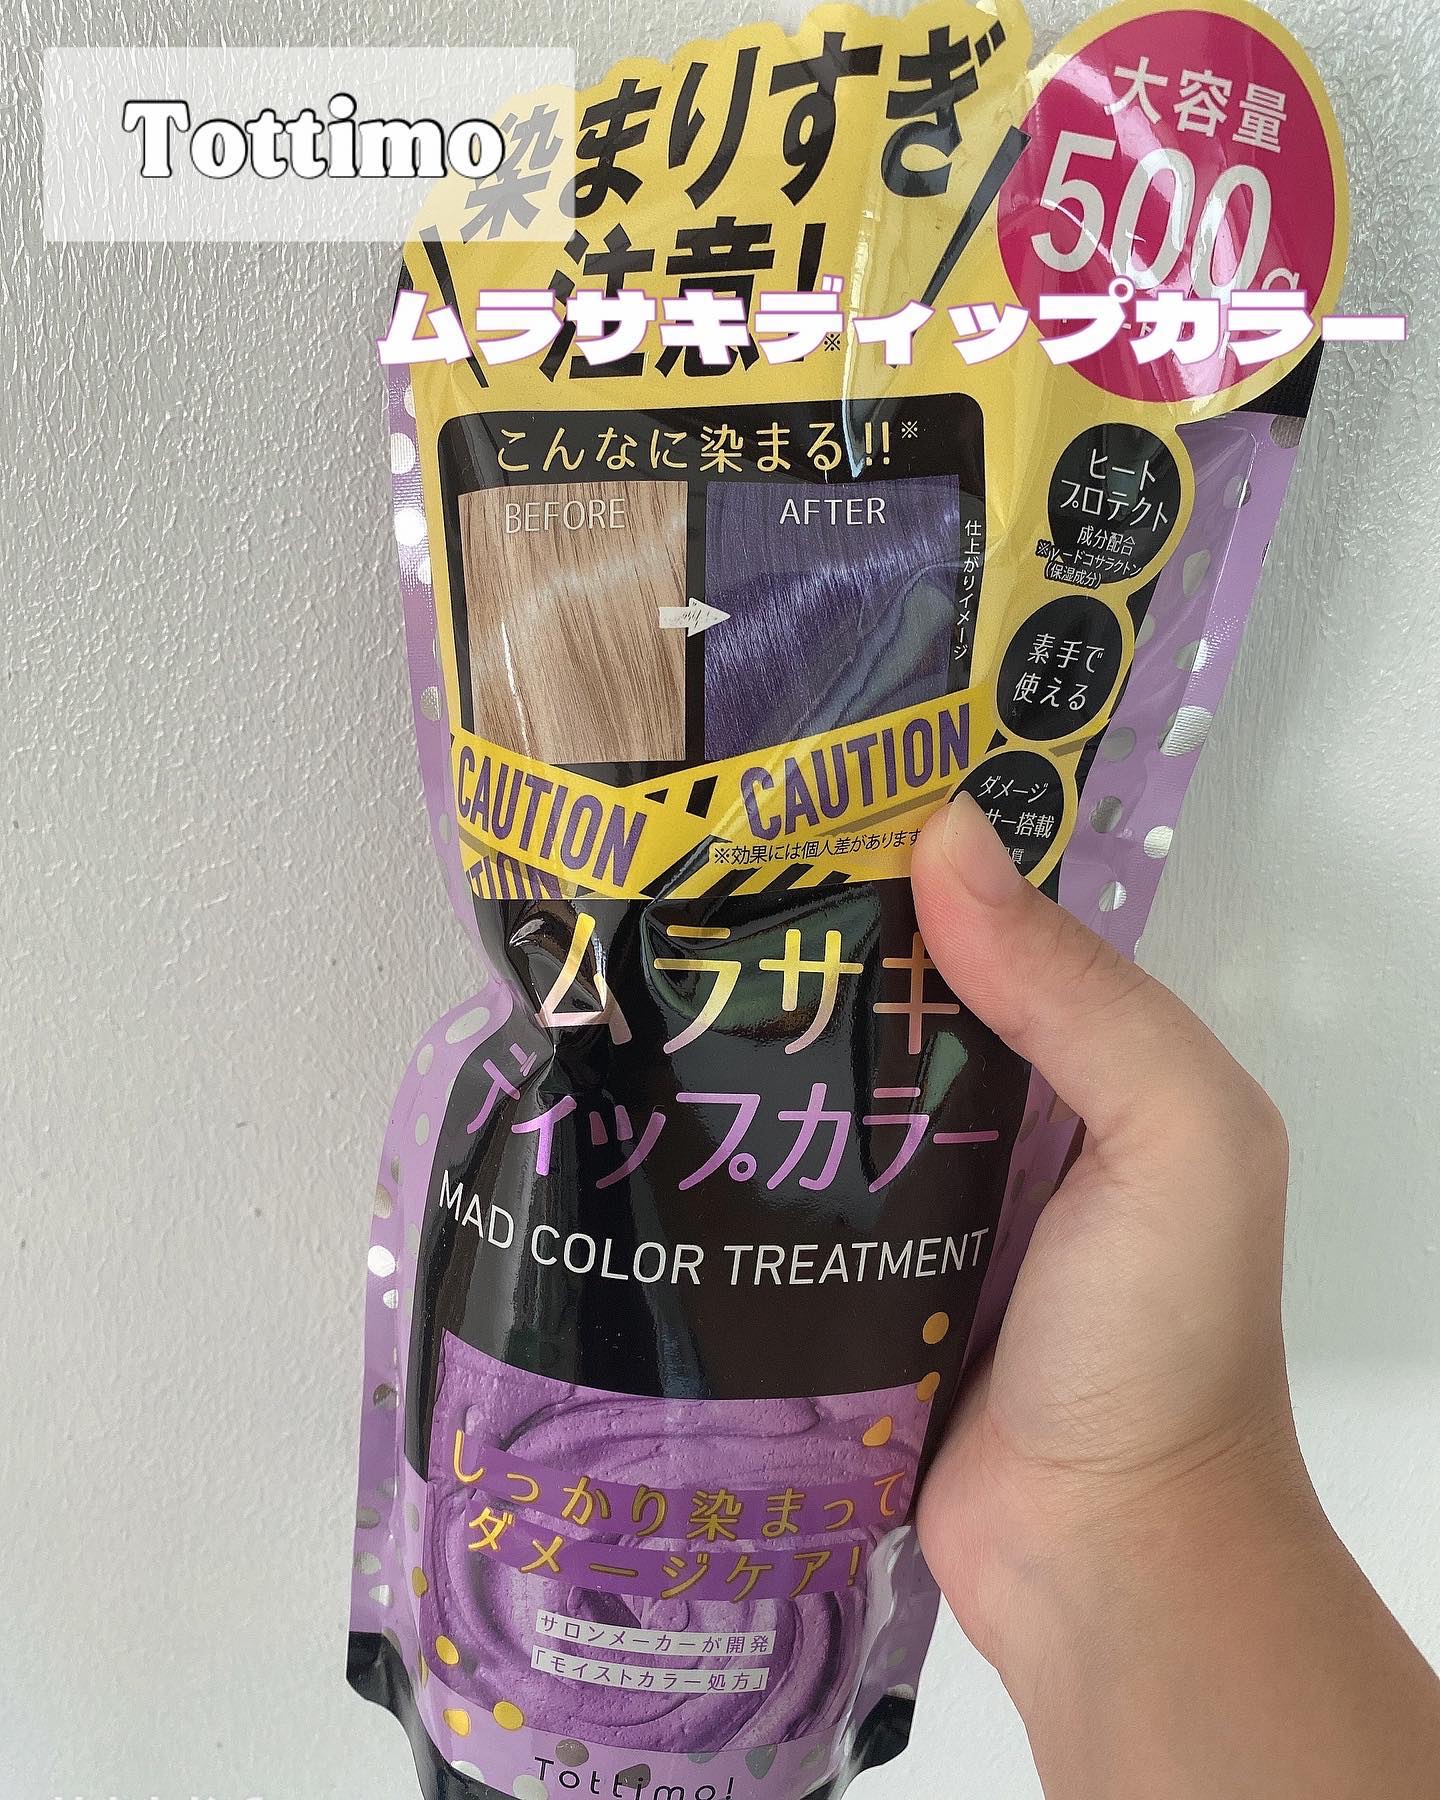 Tottimo
染まりすぎ
注意!
※
大容量
500g
ムラサキディップカラー
こんなに染まる!!※
BEFORE
AFTER
仕上がりイメージ
ヒート
プロテクト
成分配合
(保湿成分)
素手で
使える
ダメージ
サー搭載
質
CAUTION
CAUTION
※効果には個人差があります
ムラサキ
ディップカラー
MAD COLOR TREATMENT
しっかり染まって
ダメージケア!
サロンメーカーが開発
「モイストカラー処方」
Tottimo!